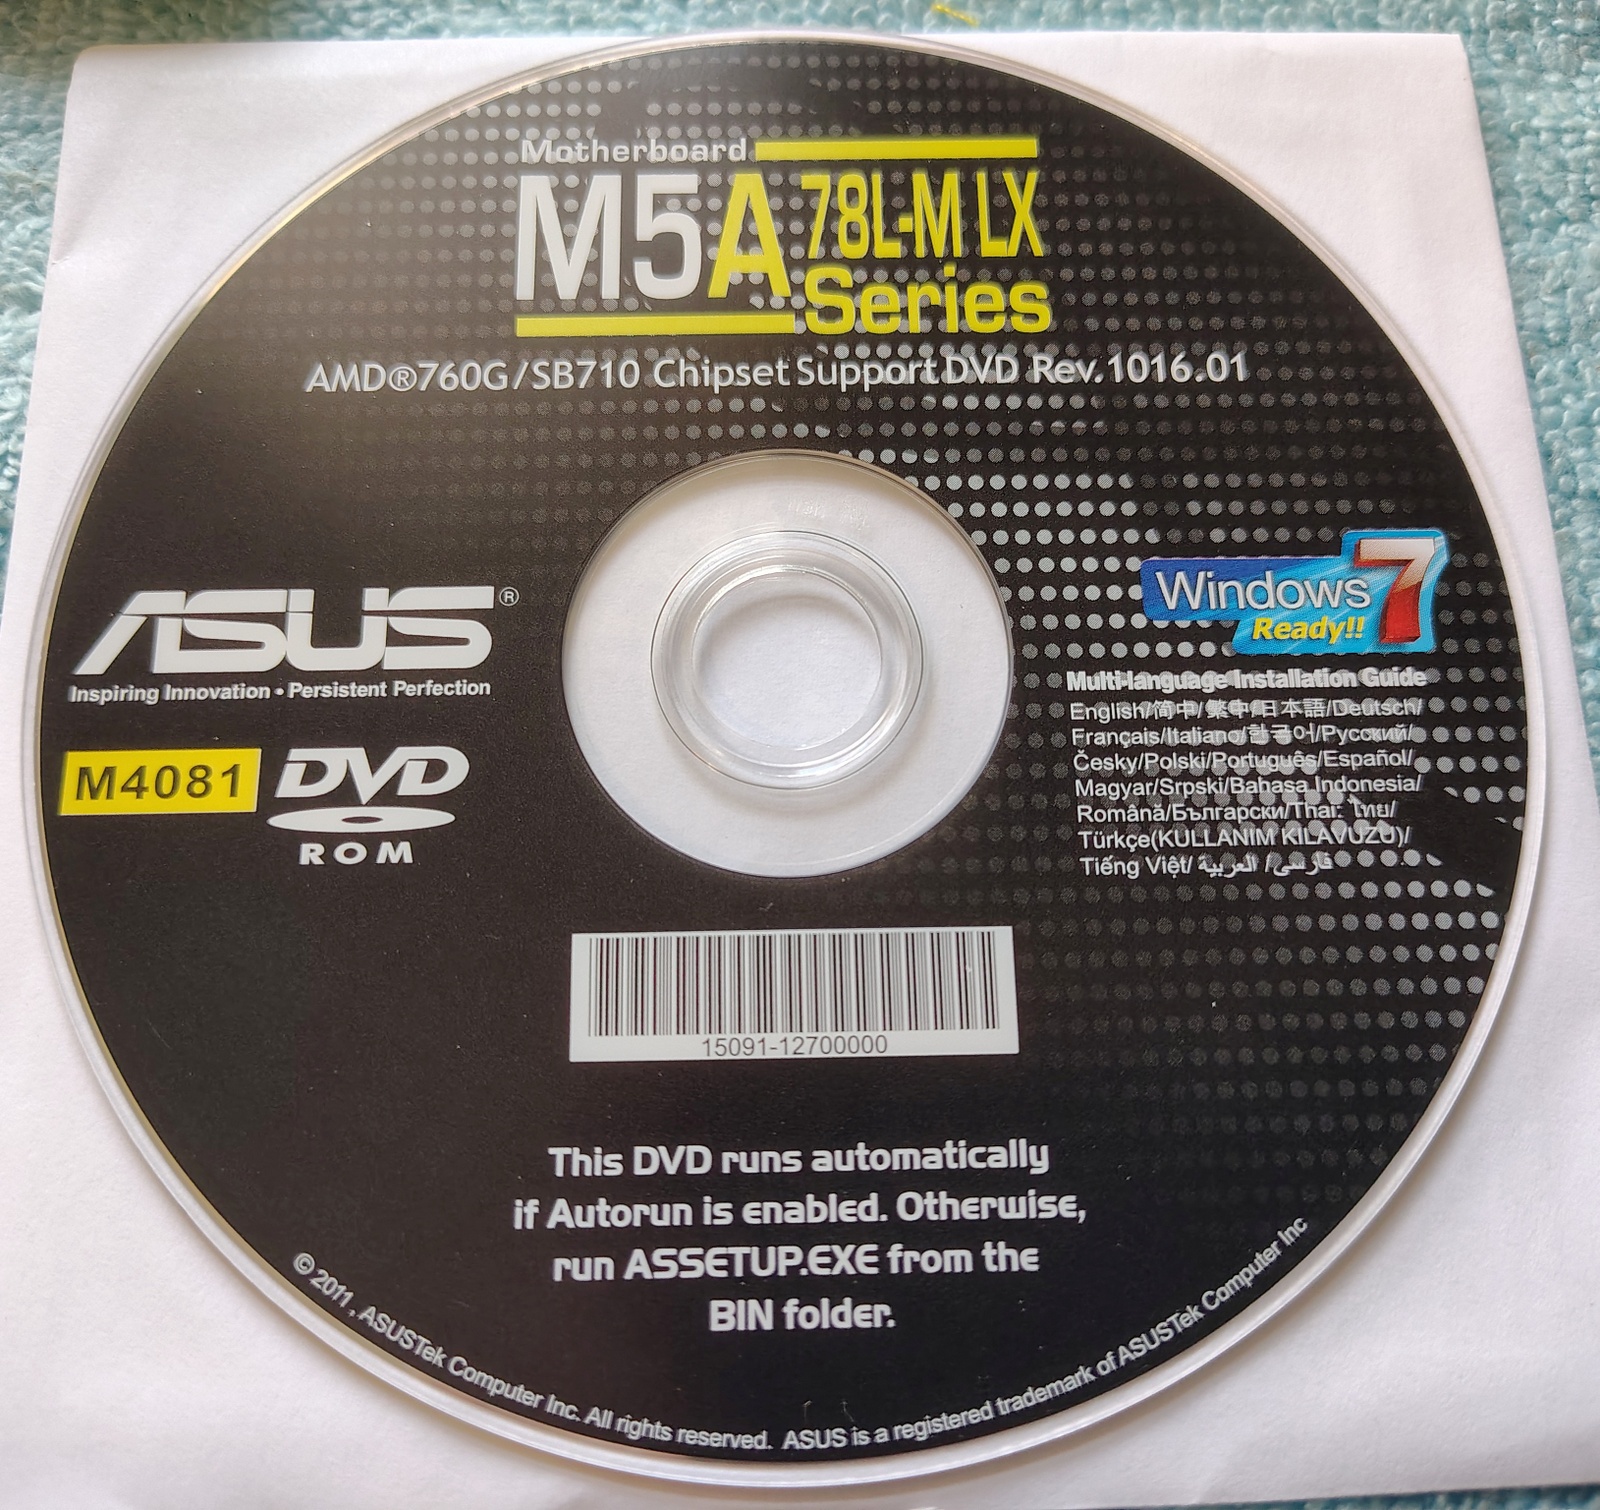 Motherboard
M5A78L-M LX
Series
AMD®760G/SB710 Chipset Support DVD Rev.1016.01
ASUS®
Inspiring Innovation • Persistent Perfection
M4081
DVD
ROM
Windows 7
Ready!!
Multi-language Installation Guide
English/简中/繁中/日本語/Deutsch/
Français/Italiano/한국어/Русский/
Česky/Polski/Português/Español/
Magyar/Srpski/Bahasa Indonesia/
Română/Български/Thai: ไทย/
Türkçe(KULLANIM KILAVUZU)/
Tiếng Việt/ العربية / فارسی
15091-12700000
This DVD runs automatically
if Autorun is enabled. Otherwise,
run ASSETUP.EXE from the
BIN folder.
© 2011, ASUSTek Computer Inc. All rights reserved. ASUS is a registered trademark of ASUSTek Computer Inc